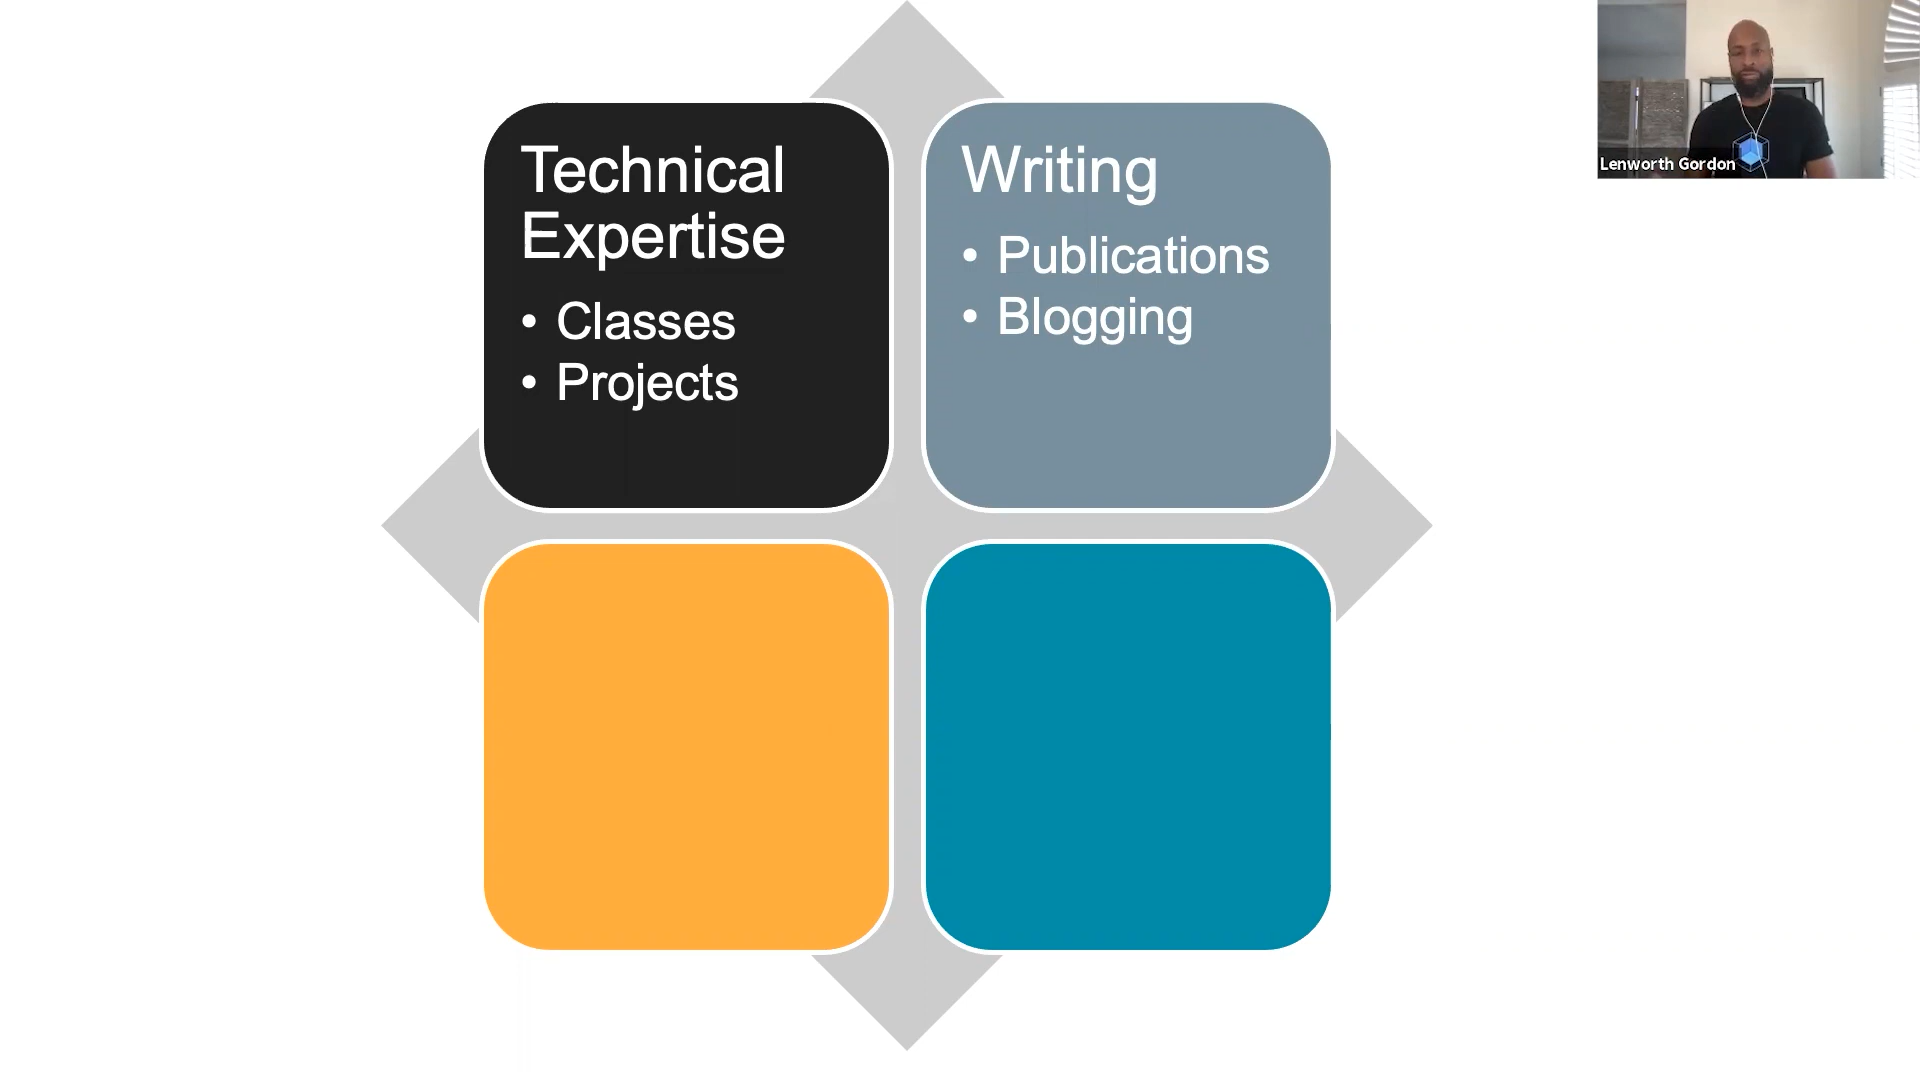 Technical
Expertise
• Classes
• Projects
Writing
• Publications
• Blogging
Lenworth Gordon